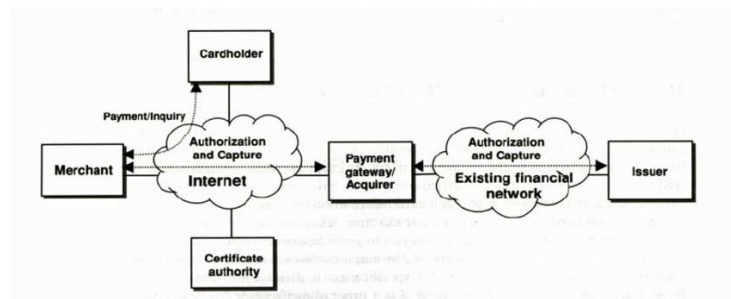 Cardholder
Payment/Inquiry
Authorization
and Capture
Internet
Merchant
Payment
gateway/
Acquirer
Authorization
and Capture
Existing financial
network
Issuer
Certificate
authority